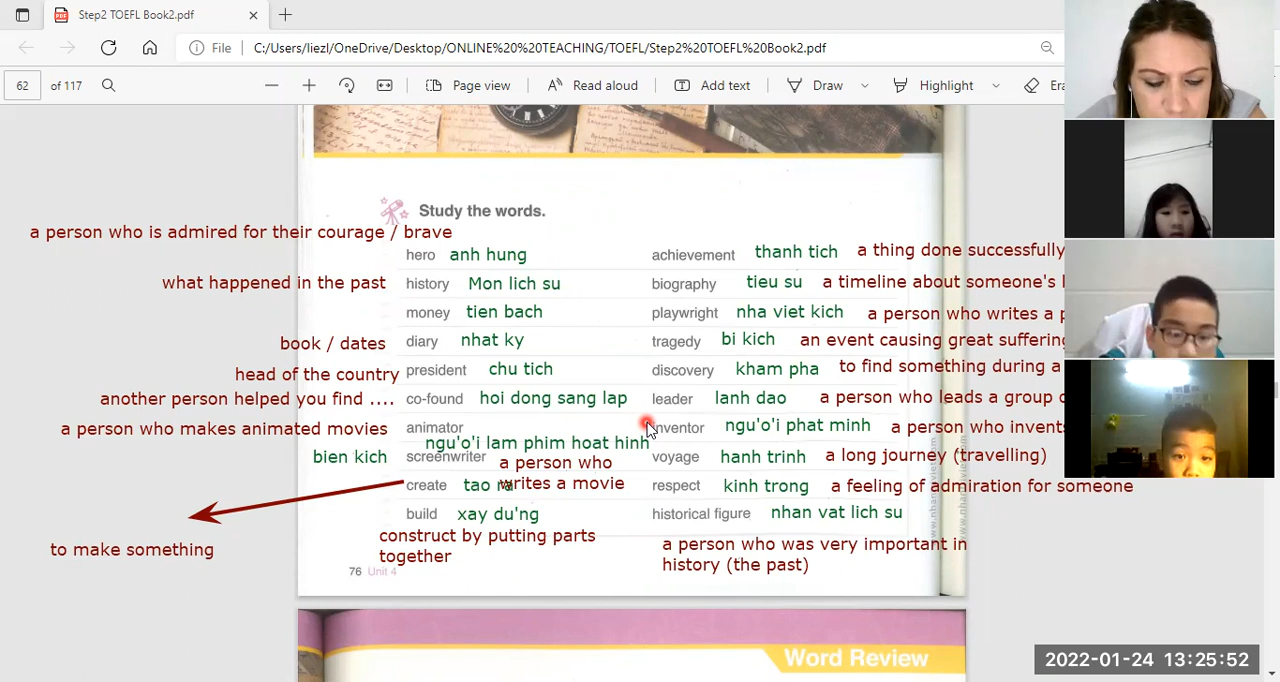 Step2 TOEFL Book2.pdf
File
C:/Users/liezl/OneDrive/Desktop/ONLINE%20%20TEACHING/TOEFL/Step2%20TOEFL%20Book2.pdf
62 of 117
Page view
Read aloud
Add text
Draw
Highlight
Era
Study the words.
a person who is admired for their courage / brave
hero anh hung
achievement thanh tich a thing done successfully
what happened in the past history Mon lich su
biography tieu su a timeline about someone's l
money tien bach
playwright nha viet kich a person who writes a p
book / dates diary nhat ky
tragedy bi kich an event causing great suffering
head of the country president chu tich
discovery kham pha to find something during a
another person helped you find .... co-found hoi dong sang lap
leader lanh dao a person who leads a group o
a person who makes animated movies animator
ngu'o'i lam phim hoat hinh
inventor ngu'o'i phat minh a person who invents
bien kich screenwriter a person who
writes a movie
voyage hanh trinh a long journey (travelling)
create tao ra
respect kinh trong a feeling of admiration for someone
to make something
build xay du'ng
historical figure nhan vat lich su
construct by putting parts
together
a person who was very important in
history (the past)
76 Unit 4
Word Review
2022-01-24 13:25:52